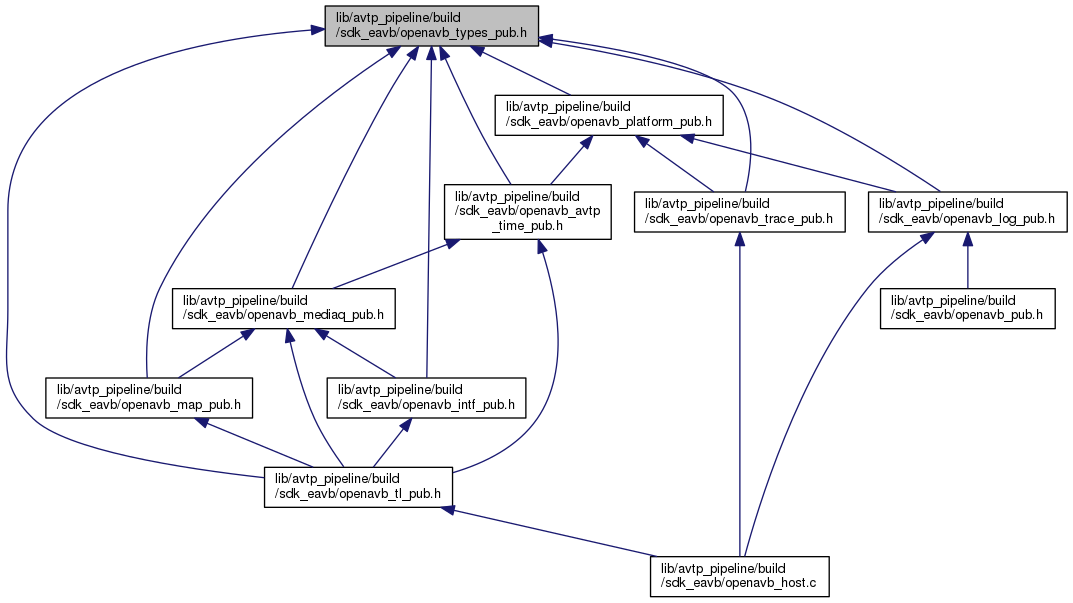 lib/avtp_pipeline/build
/sdk_eavb/openavb_types_pub.h
lib/avtp_pipeline/build
/sdk_eavb/openavb_platform_pub.h
lib/avtp_pipeline/build
/sdk_eavb/openavb_avtp
_time_pub.h
lib/avtp_pipeline/build
/sdk_eavb/openavb_trace_pub.h
lib/avtp_pipeline/build
/sdk_eavb/openavb_log_pub.h
lib/avtp_pipeline/build
/sdk_eavb/openavb_mediaq_pub.h
lib/avtp_pipeline/build
/sdk_eavb/openavb_pub.h
lib/avtp_pipeline/build
/sdk_eavb/openavb_map_pub.h
lib/avtp_pipeline/build
/sdk_eavb/openavb_intf_pub.h
lib/avtp_pipeline/build
/sdk_eavb/openavb_tl_pub.h
lib/avtp_pipeline/build
/sdk_eavb/openavb_host.c